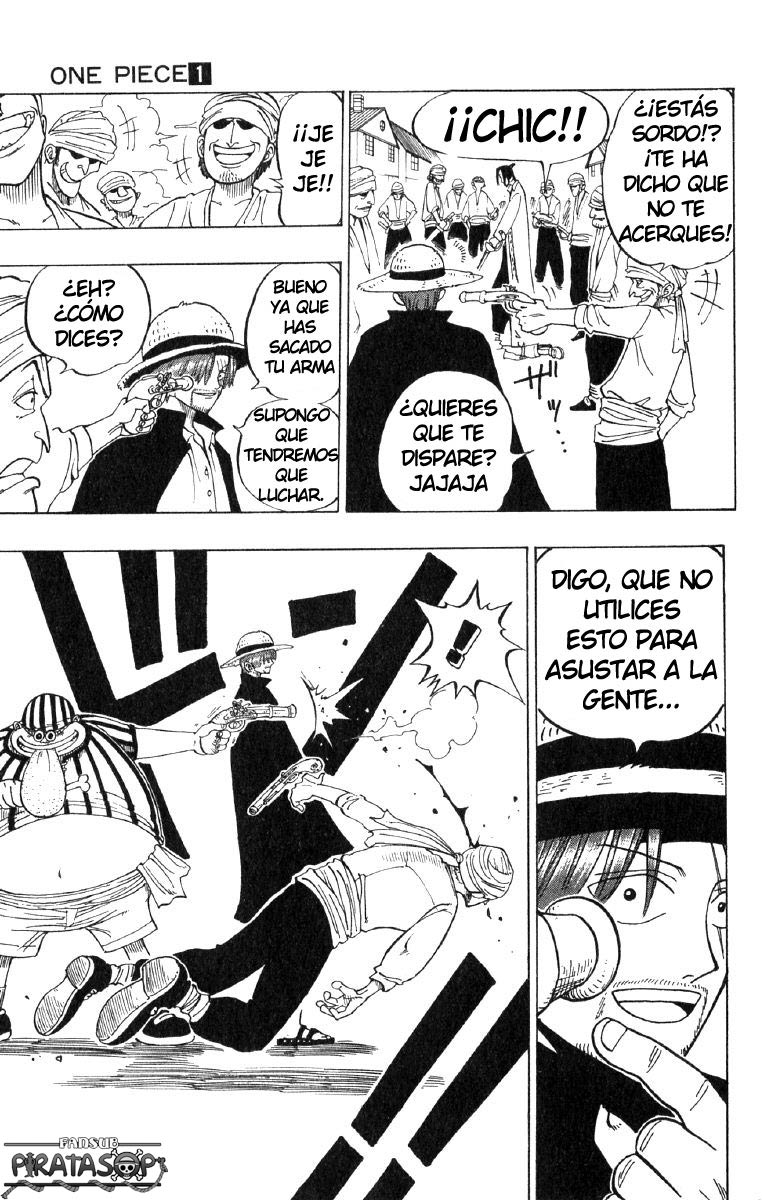 ONE PIECE 1
¿¡ESTÁS
SORDO!?
¡TE HA
DICHO QUE
NO TE
ACERQUES!
¡¡CHIC!!
¿QUIERES
QUE TE
DISPARE?
JAJAJA
¡¡JE
JE
JE!!
BUENO
YA QUE
HAS
SACADO
TU ARMA
SUPONGO
QUE
TENDREMOS
QUE
LUCHAR.
¿EH?
¿CÓMO
DICES?
DIGO, QUE NO
UTILICES
ESTO PARA
ASUSTAR A LA
GENTE...
!
FANSUB
PIRATASOP